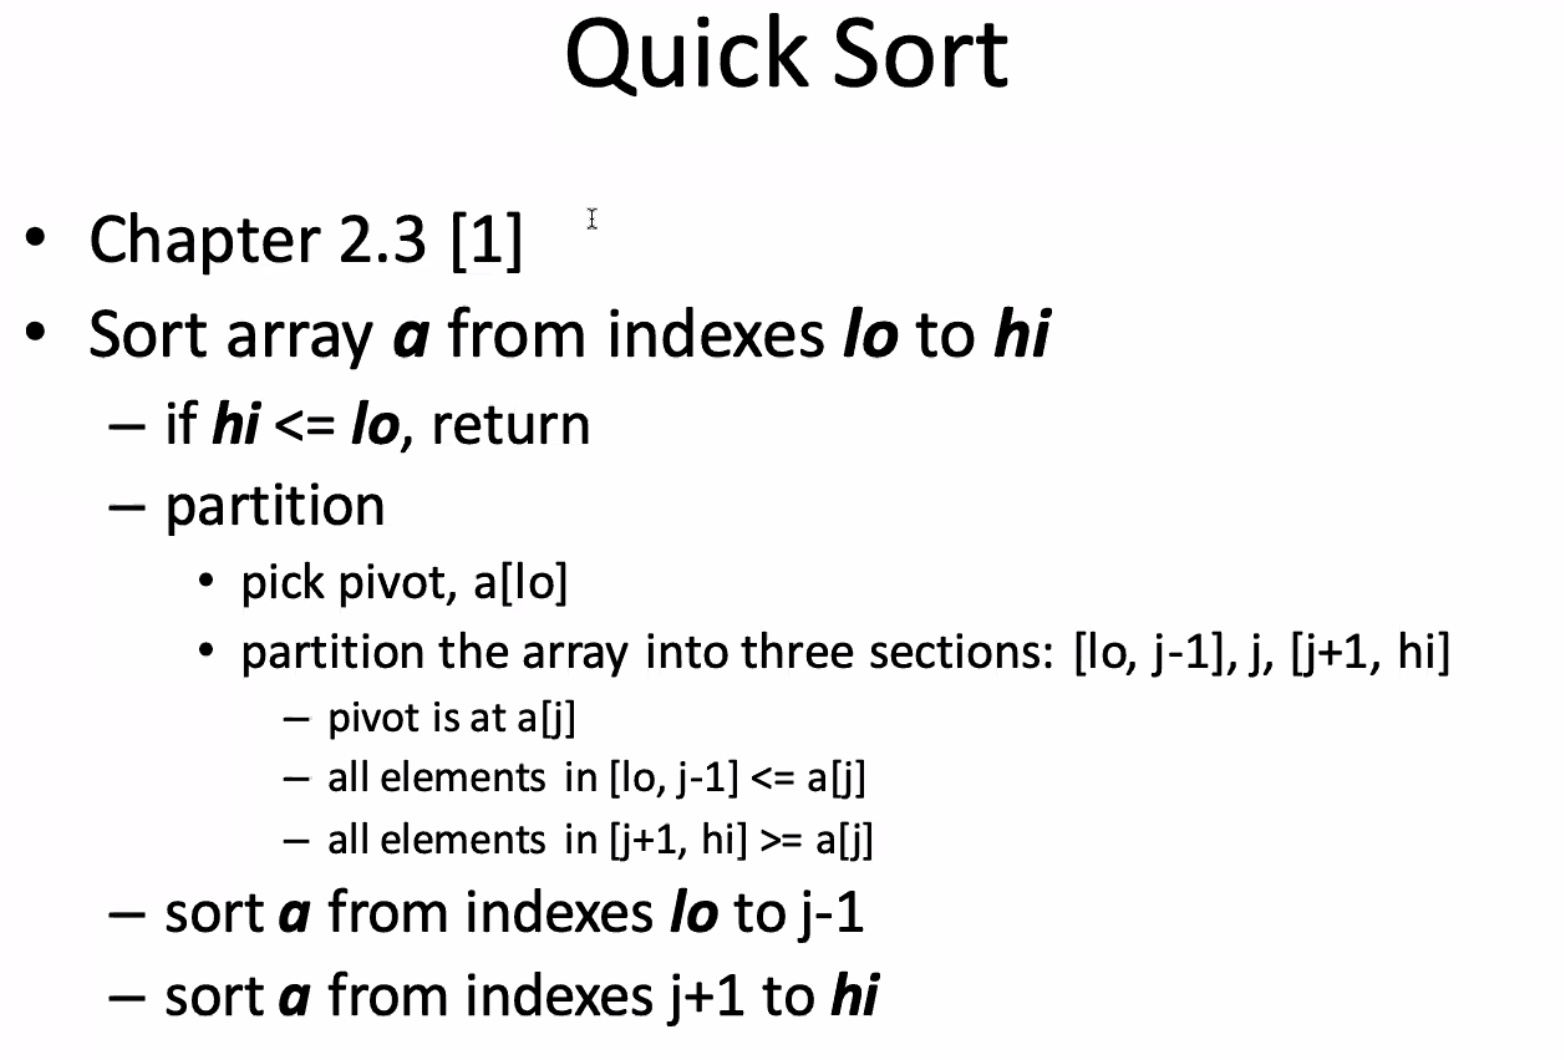 Quick Sort
• Chapter 2.3 [1]
• Sort array a from indexes lo to hi
– if hi <= lo, return
– partition
• pick pivot, a[lo]
• partition the array into three sections: [lo, j-1], j, [j+1, hi]
– pivot is at a[j]
– all elements in [lo, j-1] <= a[j]
– all elements in [j+1, hi] >= a[j]
– sort a from indexes lo to j-1
– sort a from indexes j+1 to hi